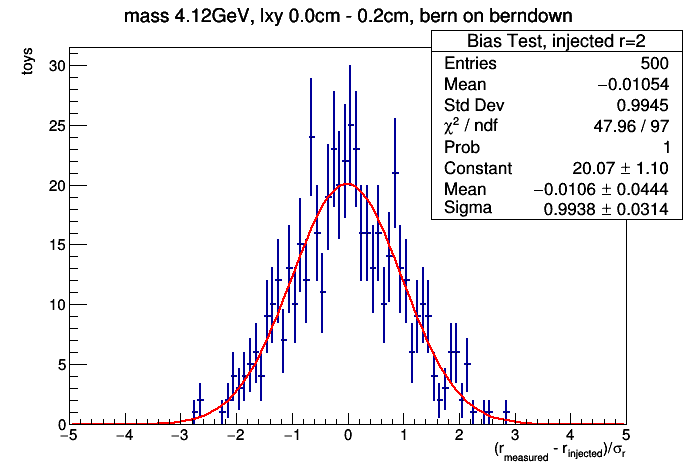 mass 4.12GeV, lxy 0.0cm - 0.2cm, bern on berndown
Bias Test, injected r=2
Entries 500
Mean −0.01054
Std Dev 0.9945
χ² / ndf 47.96 / 97
Prob 1
Constant 20.07 ± 1.10
Mean −0.0106 ± 0.0444
Sigma 0.9938 ± 0.0314
toys
30
25
20
15
10
5
0
−5 −4 −3 −2 −1 0 1 2 3 4 5
(r_measured - r_injected)/σ_r